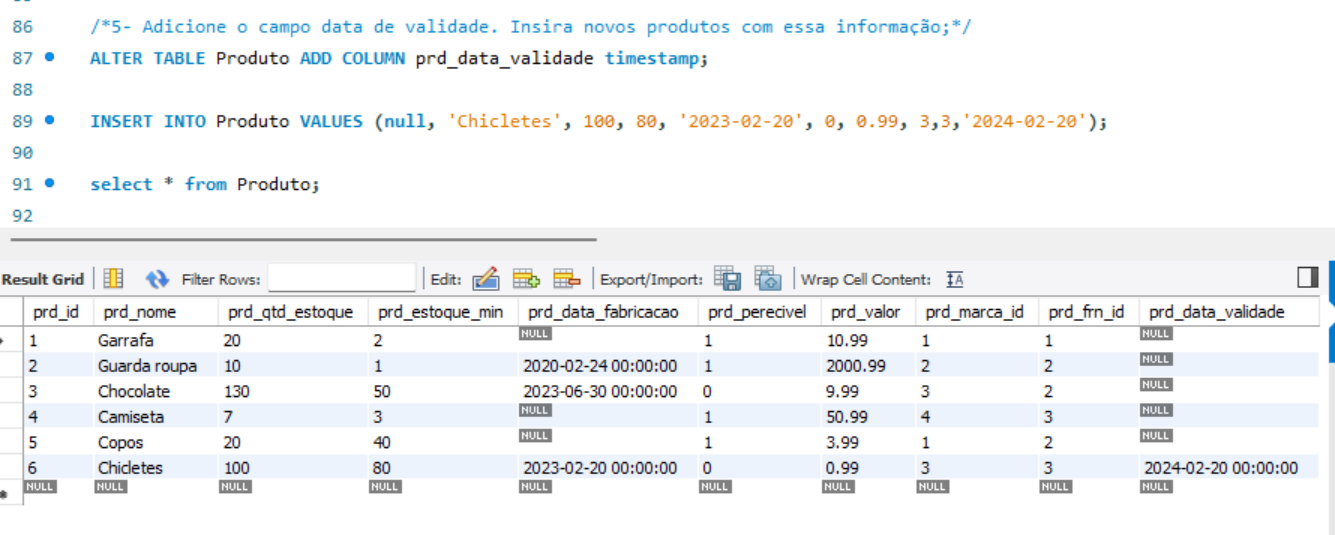 86 /*5- Adicione o campo data de validade. Insira novos produtos com essa informação;*/
87 ALTER TABLE Produto ADD COLUMN prd_data_validade timestamp;
88
89 INSERT INTO Produto VALUES (null, 'Chicletes', 100, 80, '2023-02-20', 0, 0.99, 3,3,'2024-02-20');
90
91 select * from Produto;
92
Result Grid Filter Rows: Edit: Export/Import: Wrap Cell Content: IA
prd_id prd_nome prd_qtd_estoque prd_estoque_min prd_data_fabricacao prd_perecivel prd_valor prd_marca_id prd_frn_id prd_data_validade
1 Garrafa 20 2 NULL 1 10.99 1 1 NULL
2 Guarda roupa 10 1 2020-02-24 00:00:00 1 2000.99 2 2 NULL
3 Chocolate 130 50 2023-06-30 00:00:00 0 9.99 3 2 NULL
4 Camiseta 7 3 NULL 1 50.99 4 3 NULL
5 Copos 20 40 NULL 1 3.99 1 2 NULL
6 Chicletes 100 80 2023-02-20 00:00:00 0 0.99 3 3 2024-02-20 00:00:00
NULL NULL NULL NULL NULL NULL NULL NULL NULL NULL